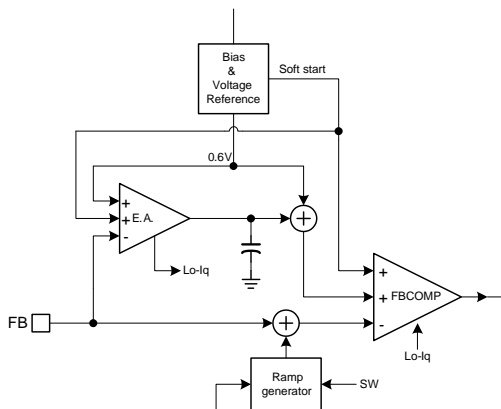 Bias
&
Voltage
Reference
Soft start
0.6V
+
+
-
E.A.
+
Lo-Iq
+
+
-
FBCOMP
FB
+
Lo-Iq
Ramp
generator
SW